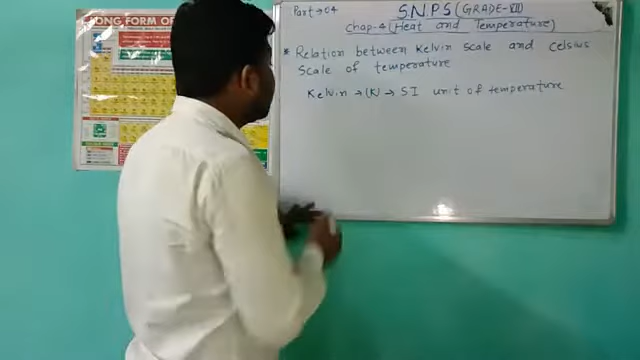 LONG FORM OF
Part → 04
S.N.P.S (GRADE-VII)
Chap-4 (Heat and Temperature)
* Relation between Kelvin scale and Celsius
Scale of temperature
Kelvin → (K) → SI unit of temperature